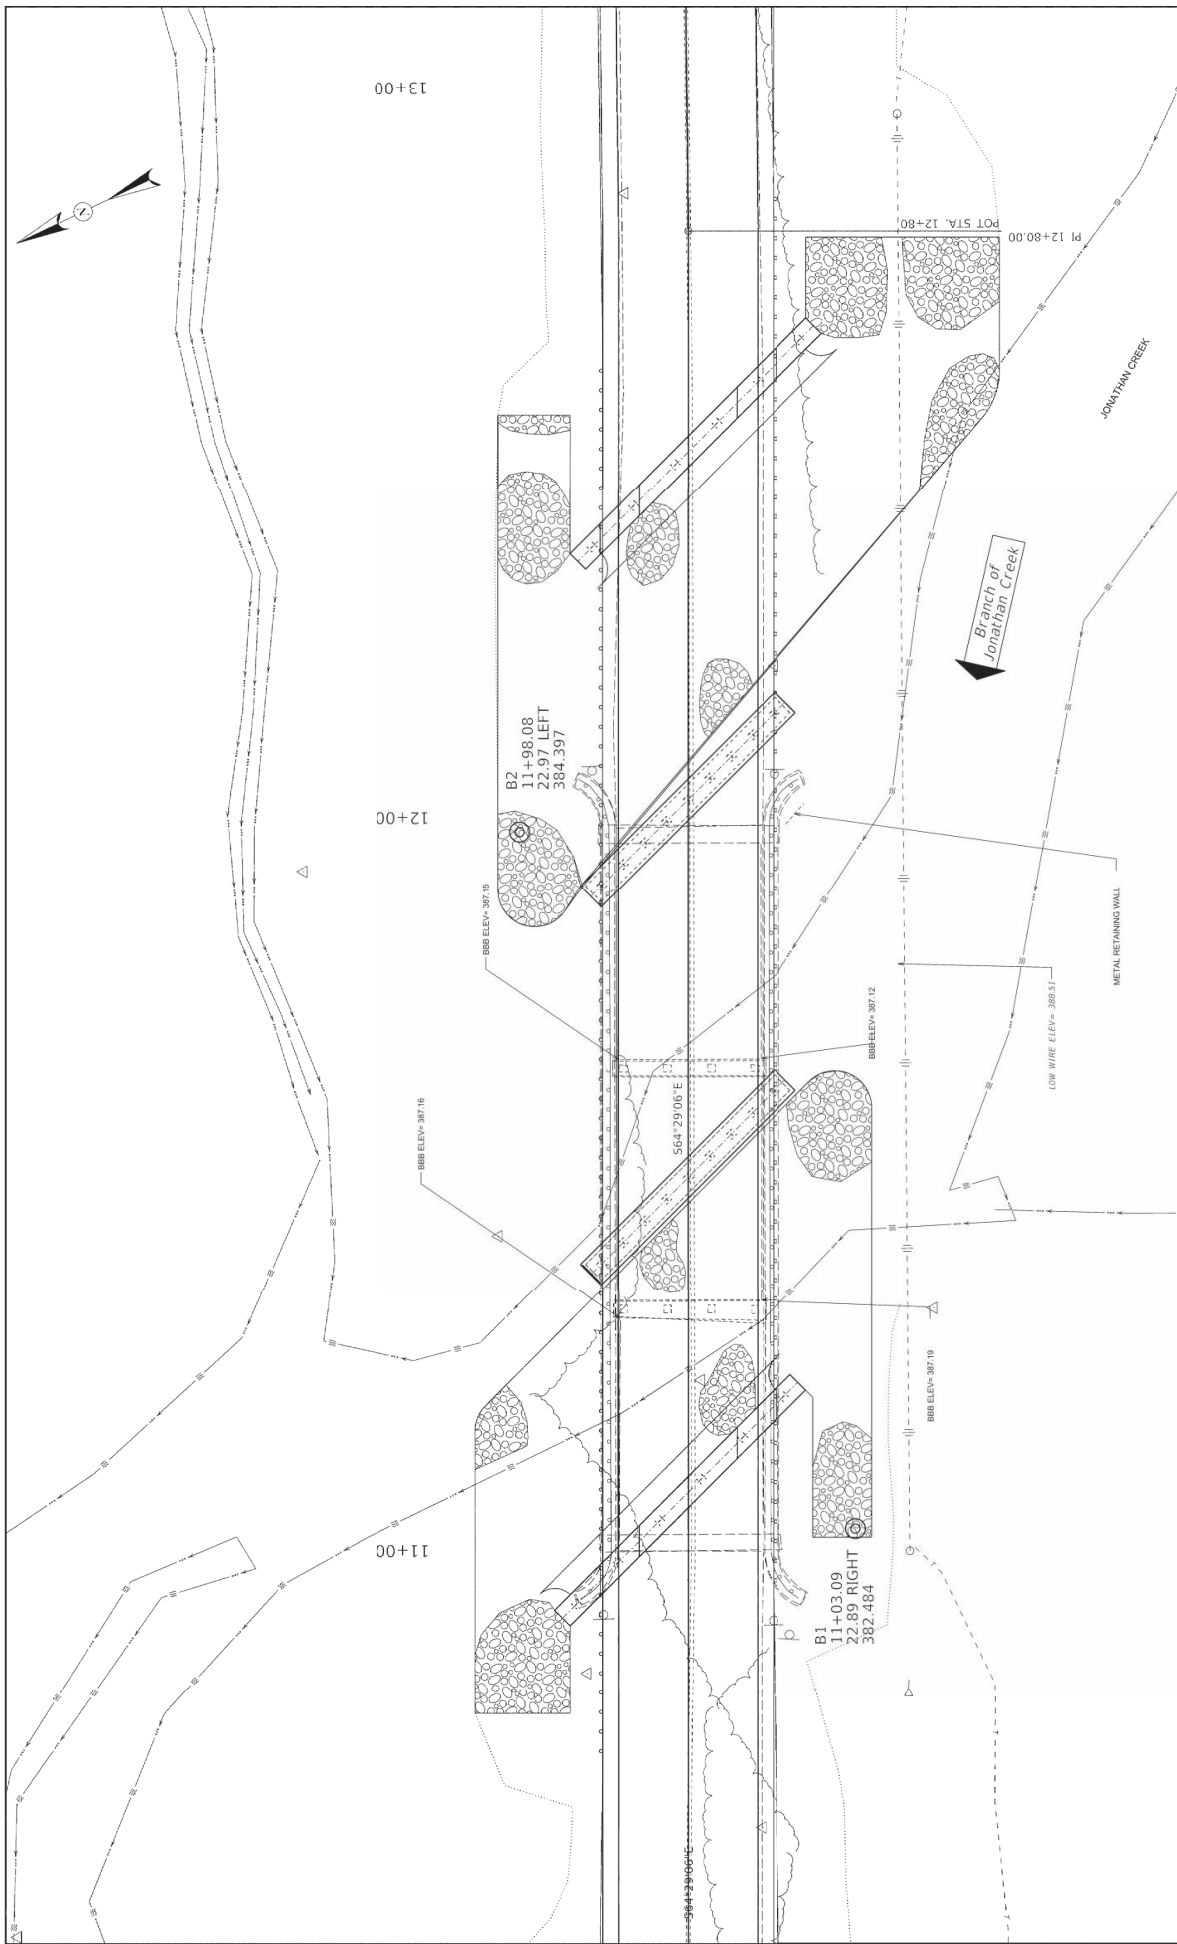 13+00
N
POT STA. 12+80
PI 12+80.00
JONATHAN CREEK
Branch of
Jonathan Creek
B2
11+98.08
22.97 LEFT
384.397
12+00
BBB ELEV= 387.15
METAL RETAINING WALL
LOW WIRE ELEV= 388.51
BBB ELEV= 387.12
S64°29'06"E
BBB ELEV= 387.16
BBB ELEV= 387.19
11+00
B1
11+03.09
22.89 RIGHT
382.484
S64°29'06"E